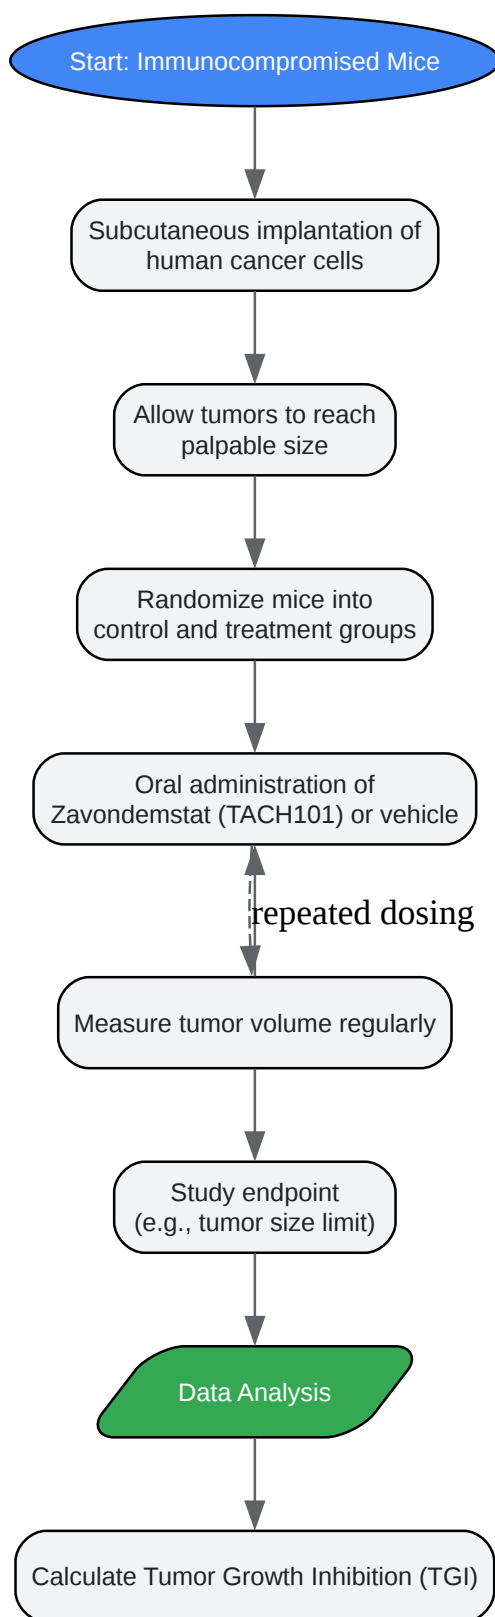 Start: Immunocompromised Mice
Subcutaneous implantation of
human cancer cells
Allow tumors to reach
palpable size
Randomize mice into
control and treatment groups
Oral administration of
Zavondemstat (TACH101) or vehicle
repeated dosing
Measure tumor volume regularly
Study endpoint
(e.g., tumor size limit)
Data Analysis
Calculate Tumor Growth Inhibition (TGI)